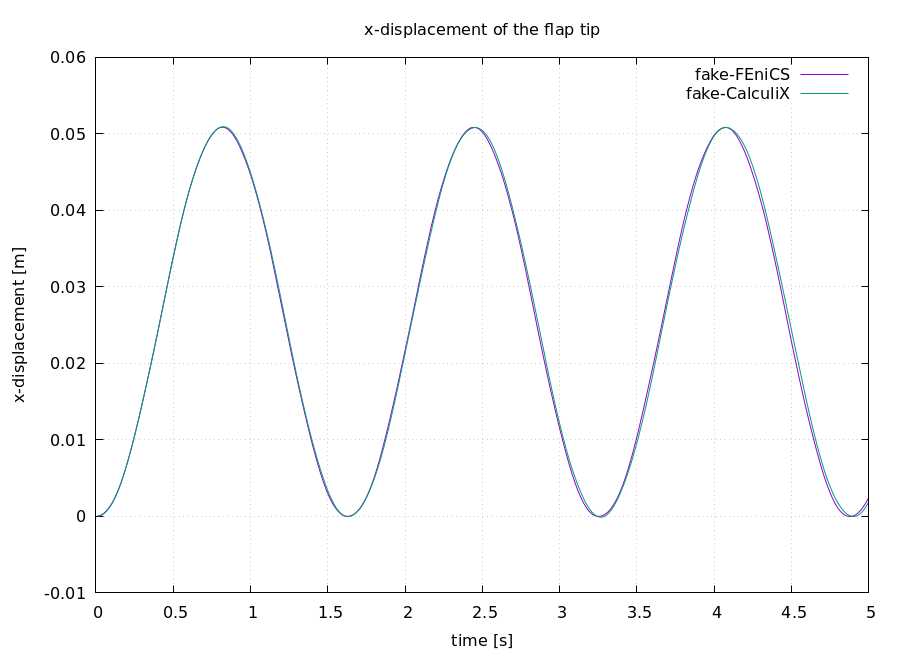 x-displacement of the flap tip
0.06
fake-FEniCS
fake-CalculiX
0.05
0.04
0.03
0.02
0.01
0
-0.01
x-displacement [m]
0 0.5 1 1.5 2 2.5 3 3.5 4 4.5 5
time [s]